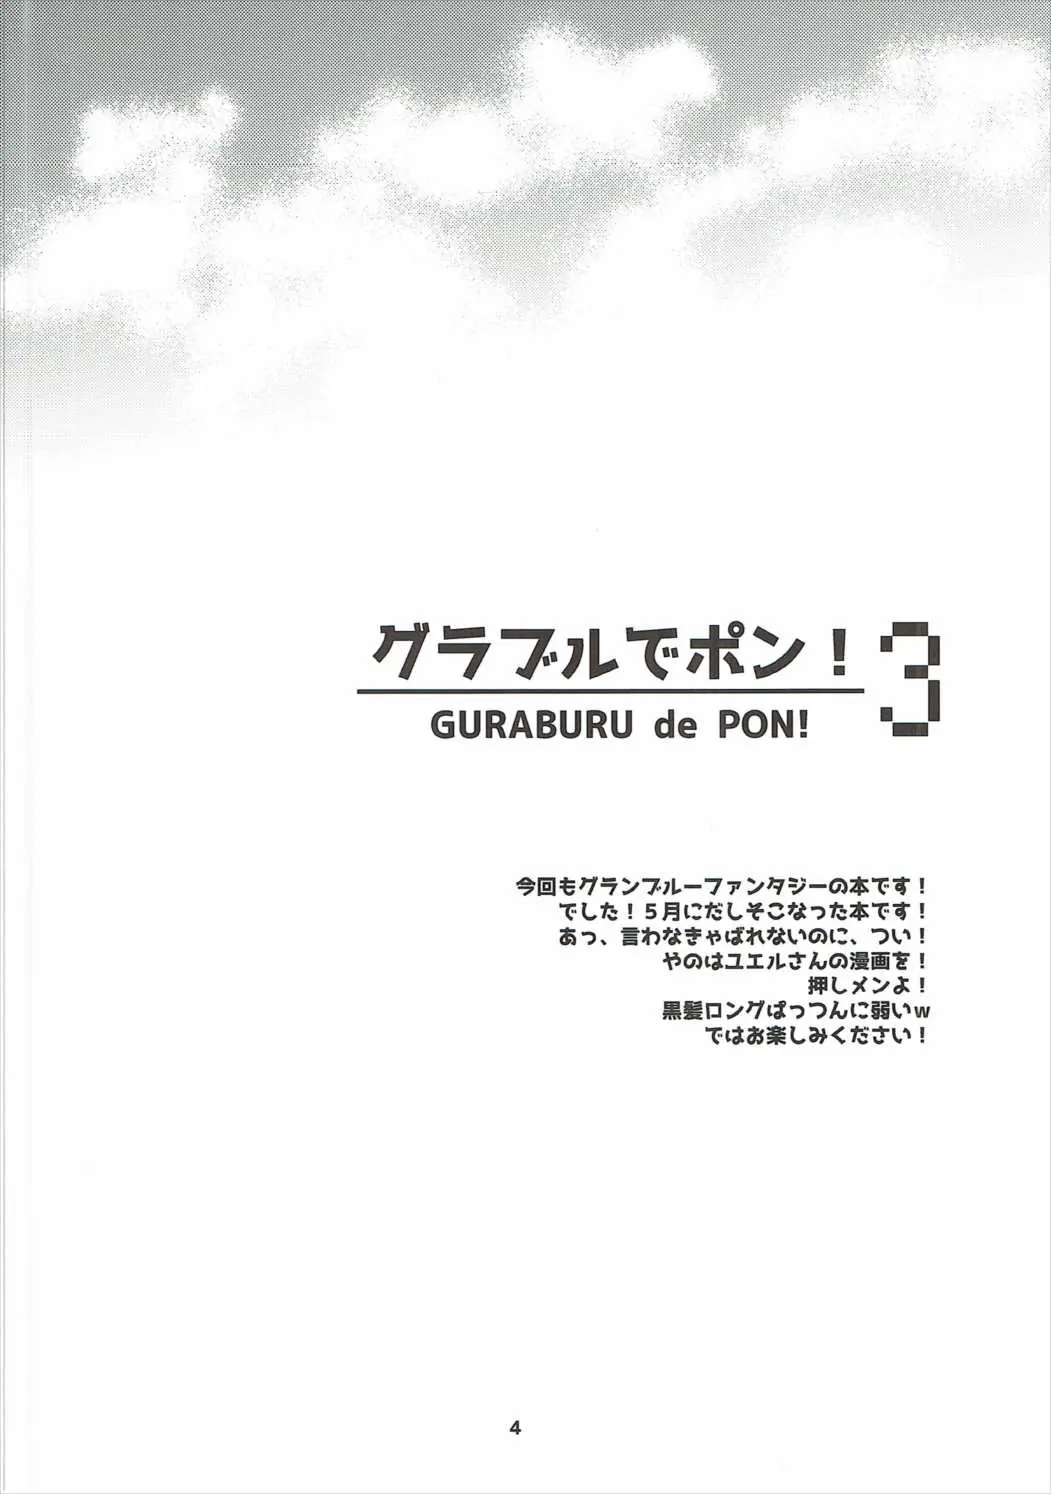 グラブルでポン！3
GURABURU de PON!
今回もグランブルーファンタジーの本です！
でした！５月にだしそこなった本です！
あっ、言わなきゃばれないのに、つい！
やのはユエルさんの漫画を！
押しメンよ！
黒髪ロングぱっつんに弱いｗ
ではお楽しみください！
4